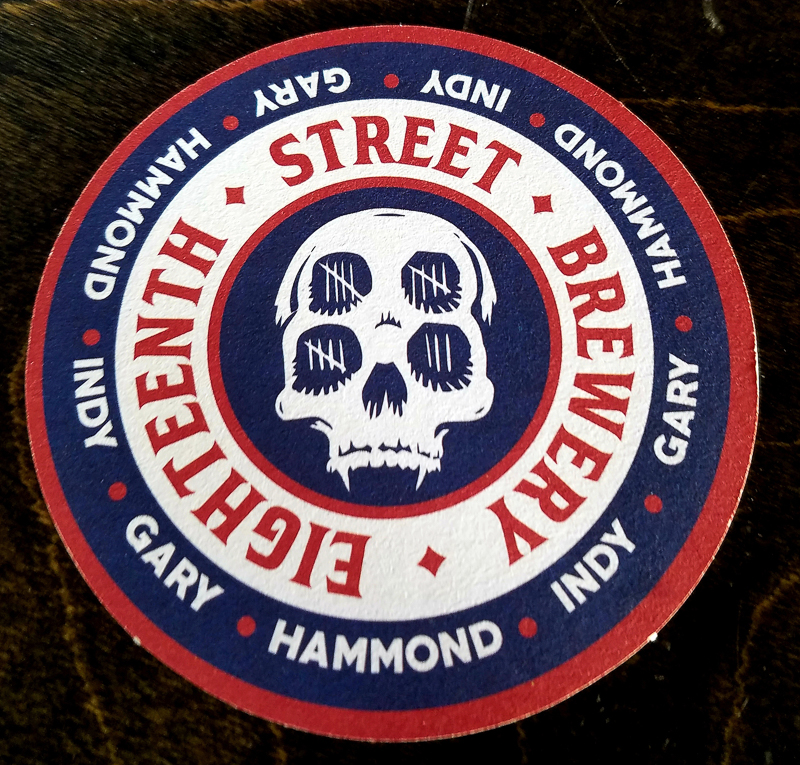 EIGHTEENTH STREET BREWERY
GARY • INDY • HAMMOND • GARY • INDY • HAMMOND • GARY • INDY • HAMMOND •